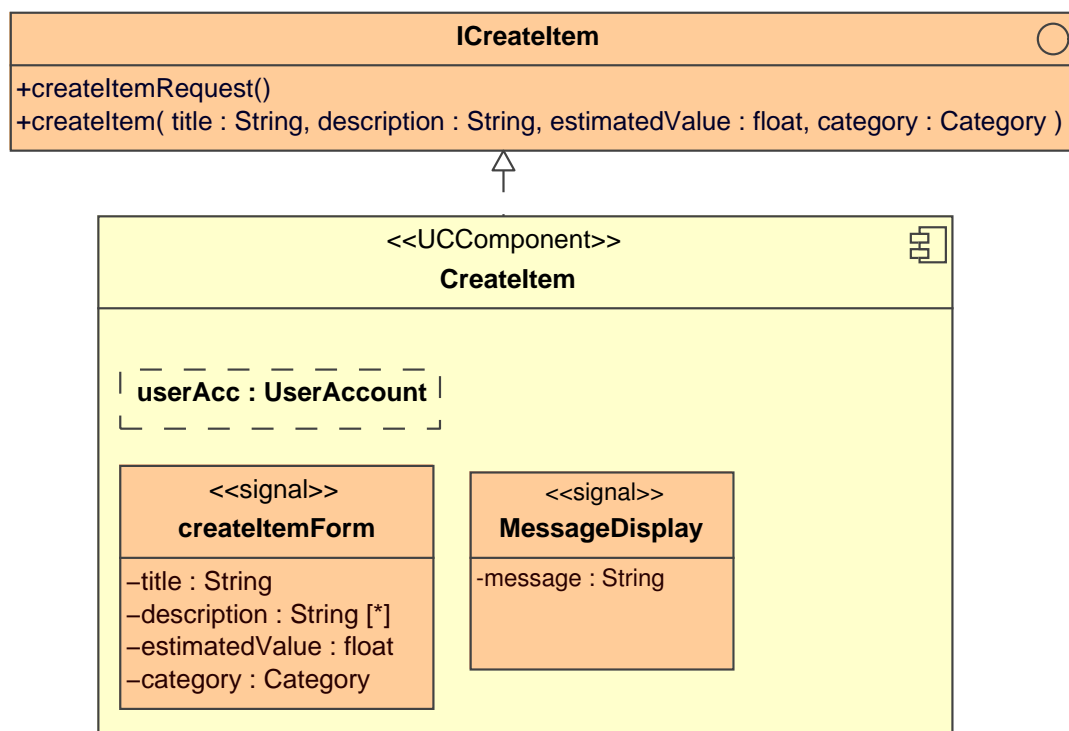 ICreateItem
+createItemRequest()
+createItem( title : String, description : String, estimatedValue : float, category : Category )
<<UCComponent>>
CreateItem
userAcc : UserAccount
<<signal>>
createItemForm
–title : String
–description : String [*]
–estimatedValue : float
–category : Category
<<signal>>
MessageDisplay
-message : String